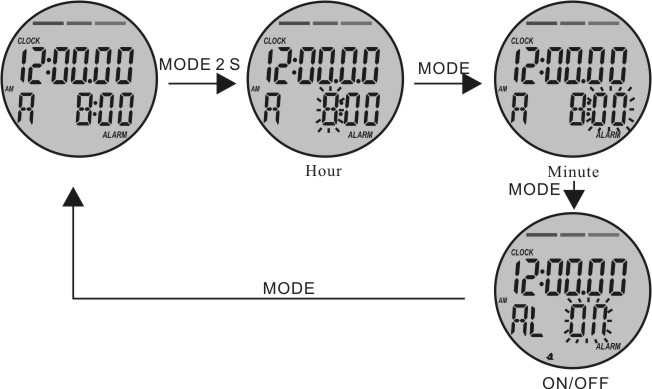 CLOCK
12:00.00
AM
A 8:00
ALARM
MODE 2 S
CLOCK
12:00.0.0
AM
A 8:00
ALARM
Hour
MODE
CLOCK
12:00.00
AM
A 8:00
ALARM
Minute
MODE
CLOCK
12:00.00
AM
AL ON
ALARM
ON/OFF
MODE